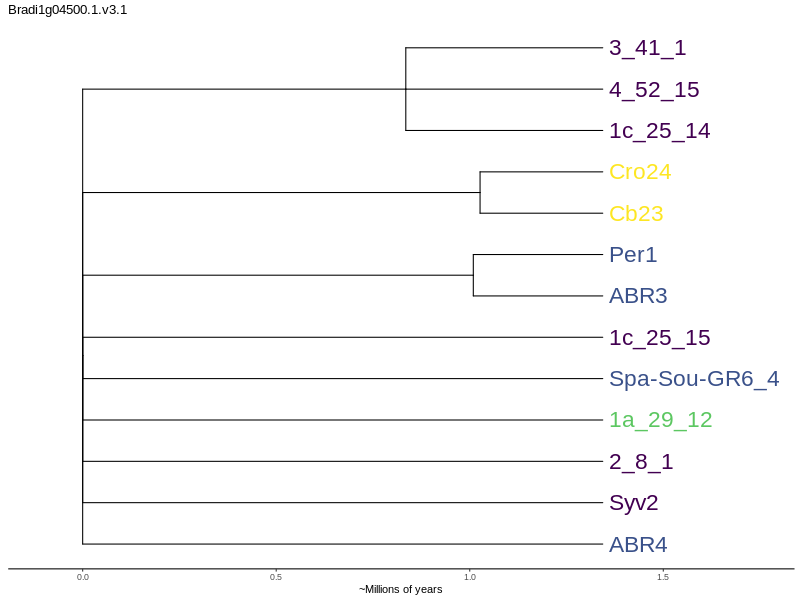 Bradi1g04500.1.v3.1
3_41_1
4_52_15
1c_25_14
Cro24
Cb23
Per1
ABR3
1c_25_15
Spa-Sou-GR6_4
1a_29_12
2_8_1
Syv2
ABR4
0.0 0.5 1.0 1.5
~Millions of years